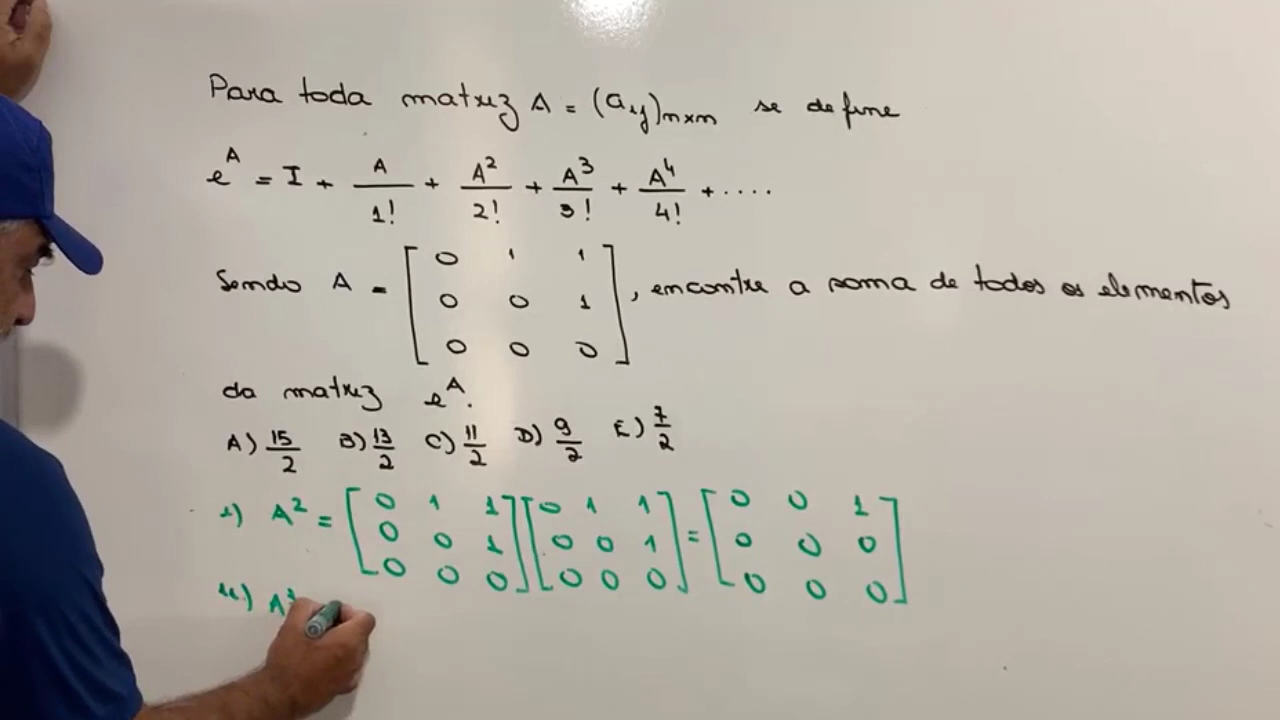 Para toda matriz A = (aij)nxn se define
e^A = I + A/1! + A²/2! + A³/3! + A⁴/4! + ....
Sendo A = [0 1 1; 0 0 1; 0 0 0], encontre a soma de todos os elementos
da matriz e^A.
A) 15/2 B) 13/2 C) 11/2 D) 9/2 E) 7/2
i) A² = [0 1 1; 0 0 1; 0 0 0][0 1 1; 0 0 1; 0 0 0] = [0 0 1; 0 0 0; 0 0 0]
ii) A³